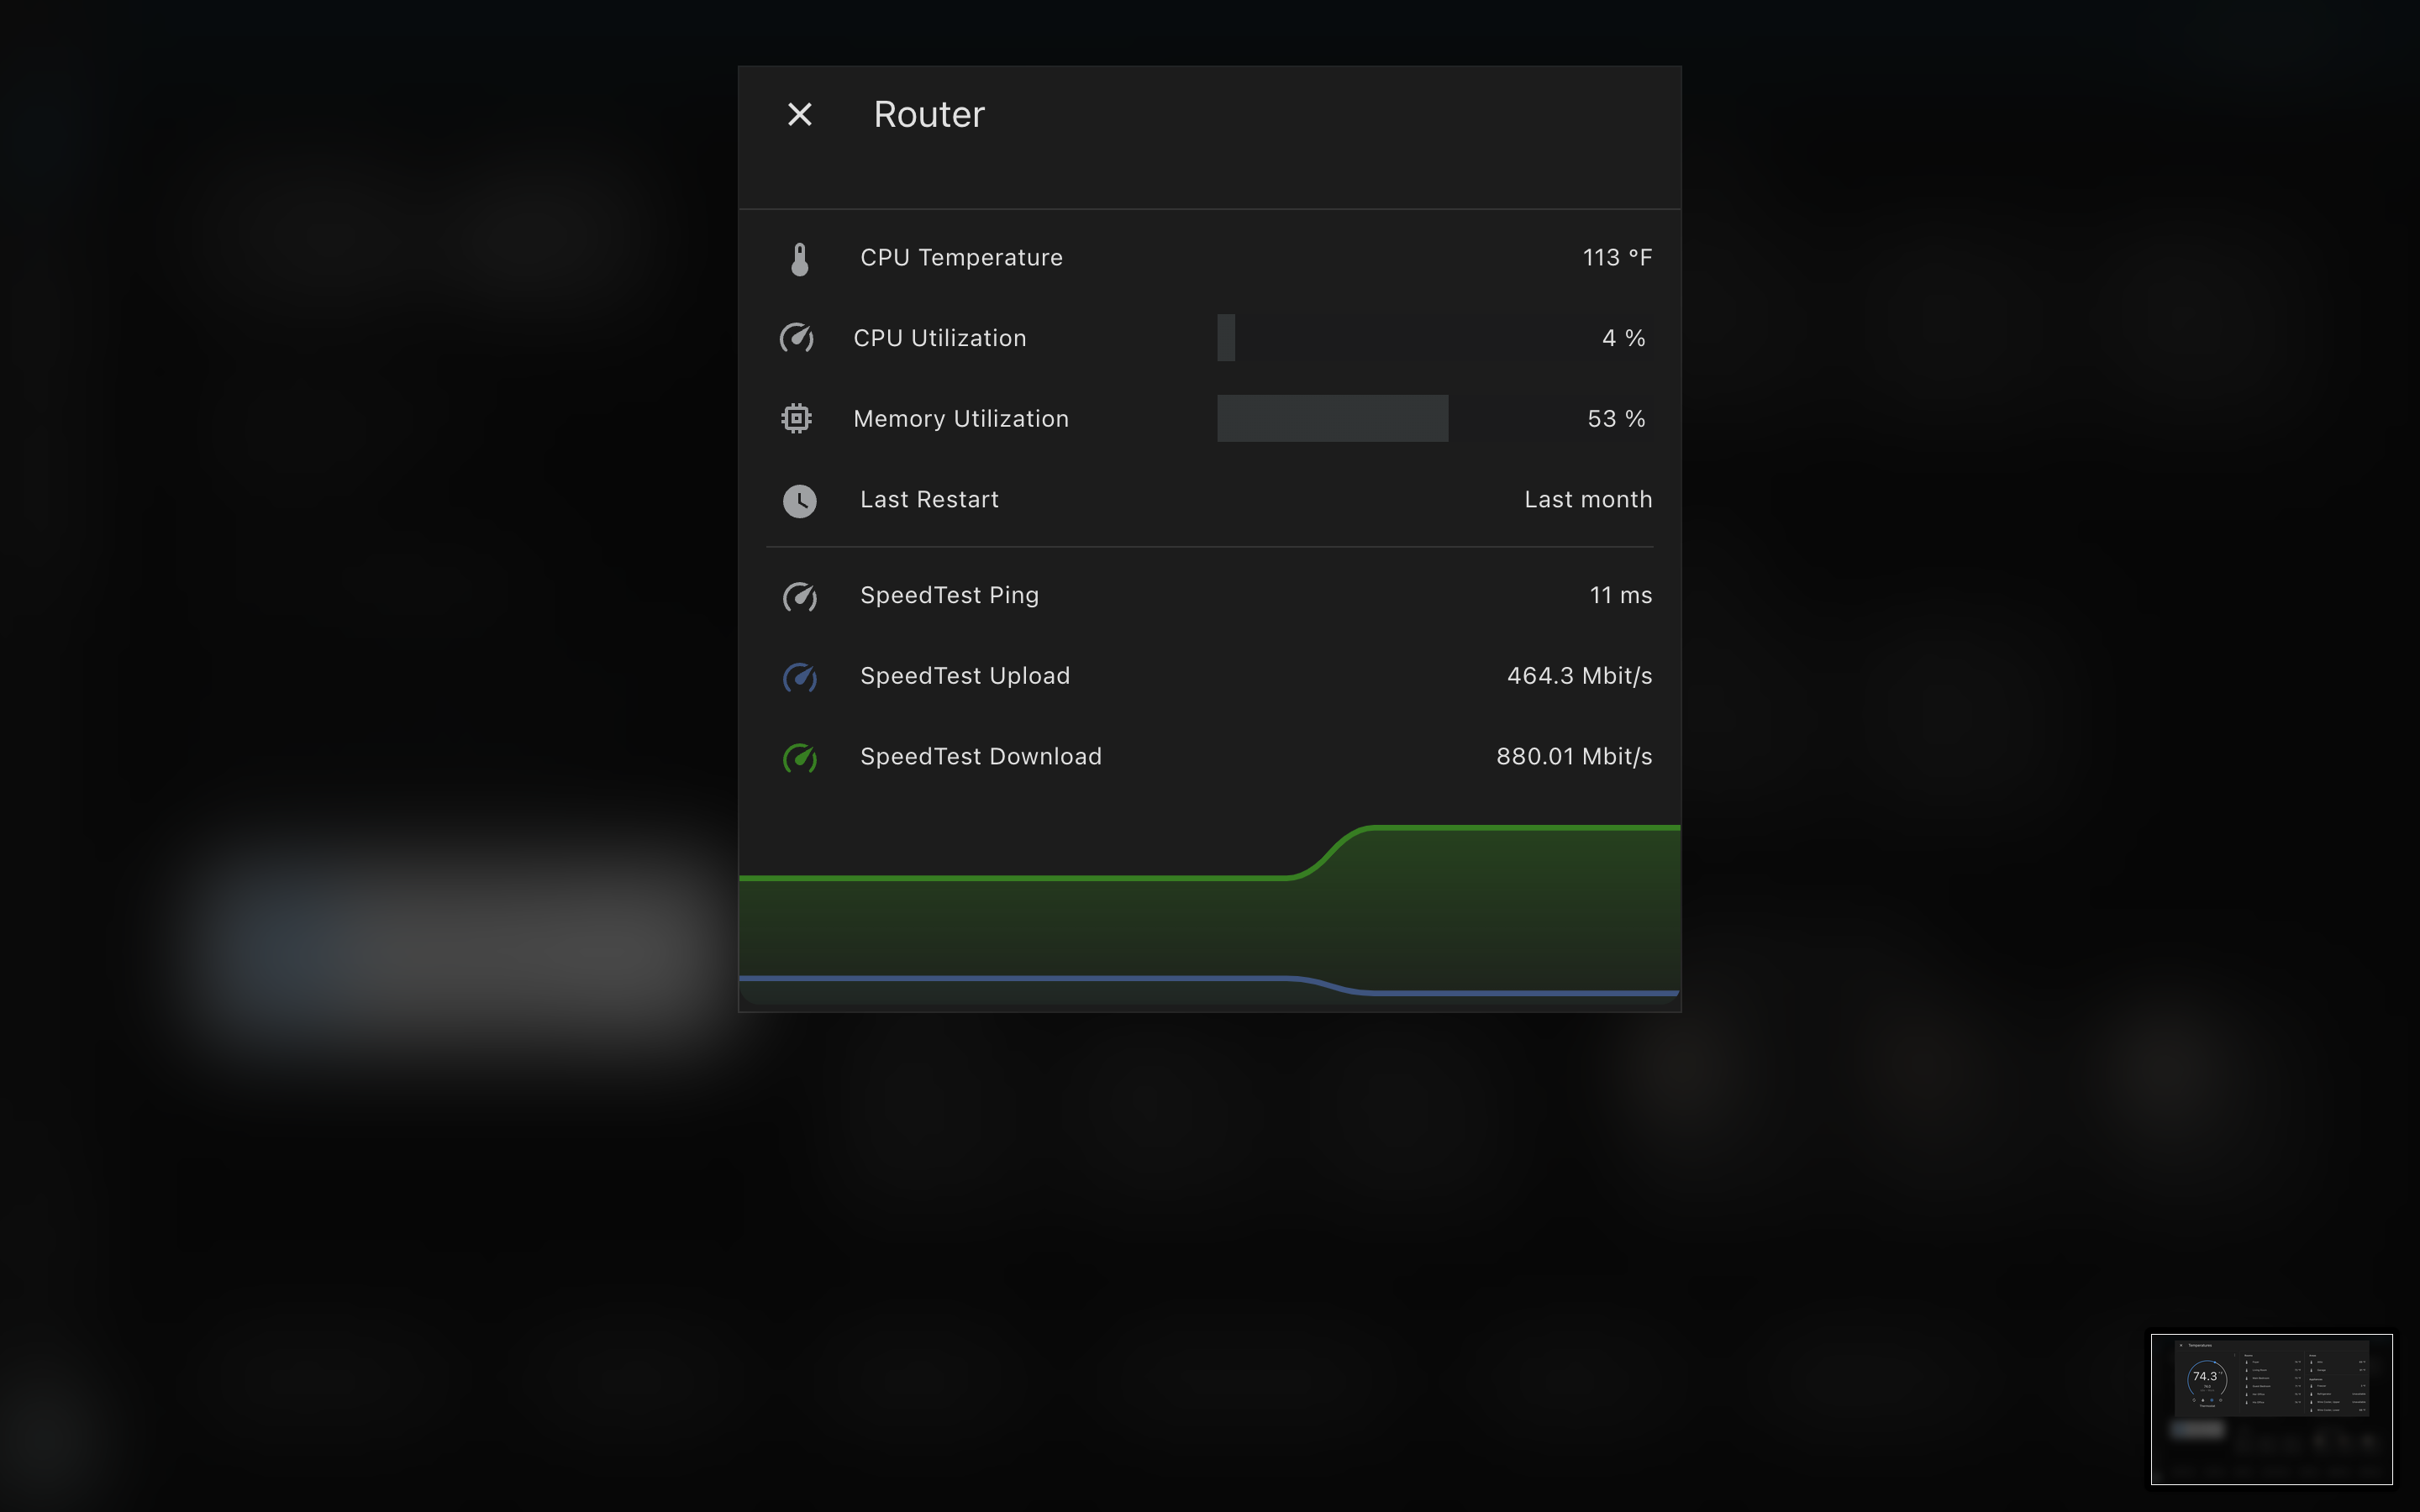 Router
CPU Temperature 113 °F
CPU Utilization 4 %
Memory Utilization 53 %
Last Restart Last month
SpeedTest Ping 11 ms
SpeedTest Upload 464.3 Mbit/s
SpeedTest Download 880.01 Mbit/s
Temperatures
74.3